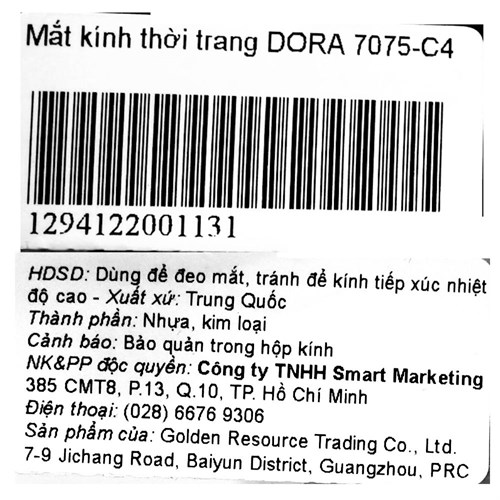 Mắt kính thời trang DORA 7075-C4
1294122001131
HDSD: Dùng để đeo mắt, tránh để kính tiếp xúc nhiệt
độ cao - Xuất xứ: Trung Quốc
Thành phần: Nhựa, kim loại
Cảnh báo: Bảo quản trong hộp kính
NK&PP độc quyền: Công ty TNHH Smart Marketing
385 CMT8, P.13, Q.10, TP. Hồ Chí Minh
Điện thoại: (028) 6676 9306
Sản phẩm của: Golden Resource Trading Co., Ltd.
7-9 Jichang Road, Baiyun District, Guangzhou, PRC